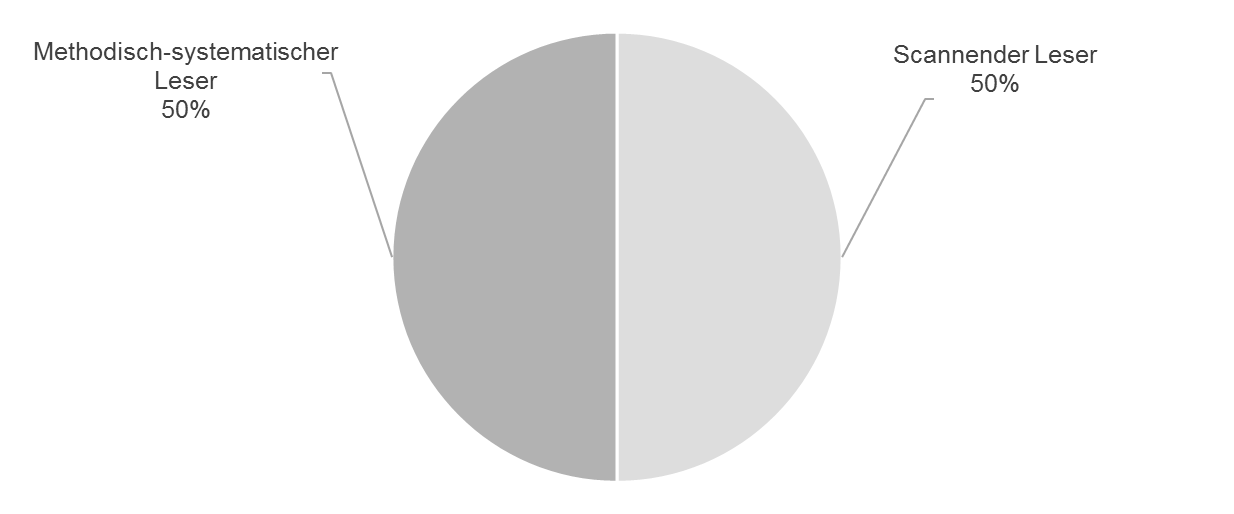 Methodisch-systematischer
Leser
50%
Scannender Leser
50%